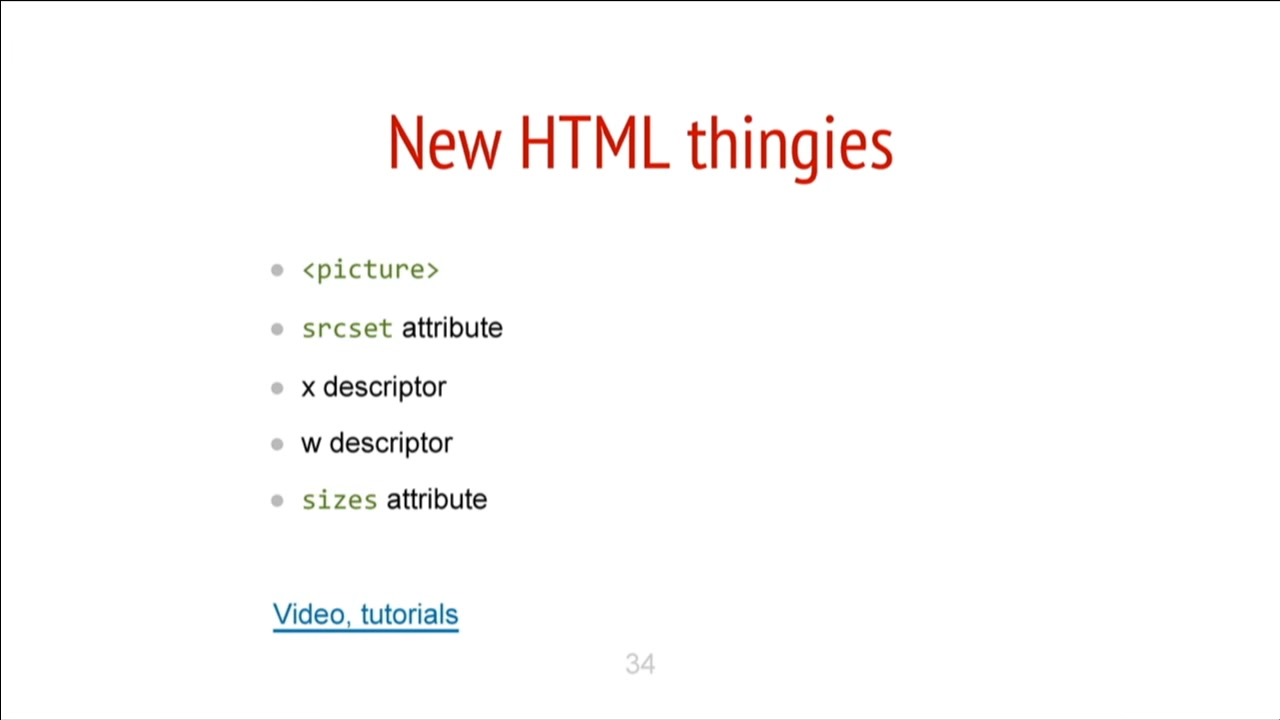 New HTML thingies
<picture>
srcset attribute
x descriptor
w descriptor
sizes attribute
Video, tutorials
34